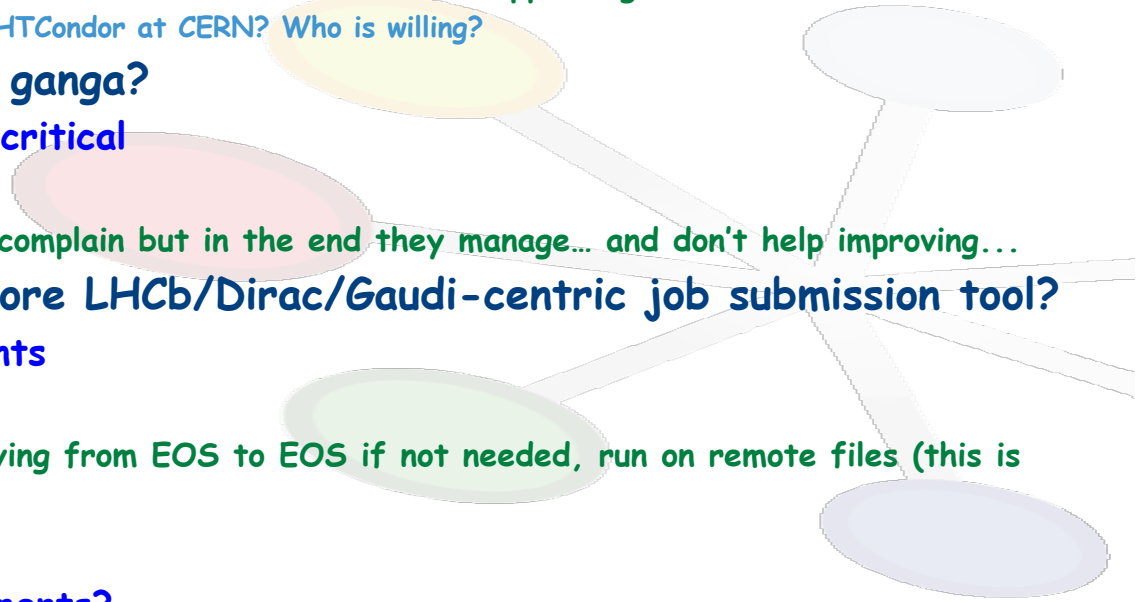 HTCondor at CERN? Who is willing?
ganga?
critical
complain but in the end they manage… and don't help improving...
ore LHCb/Dirac/Gaudi-centric job submission tool?
nts
ving from EOS to EOS if not needed, run on remote files (this is